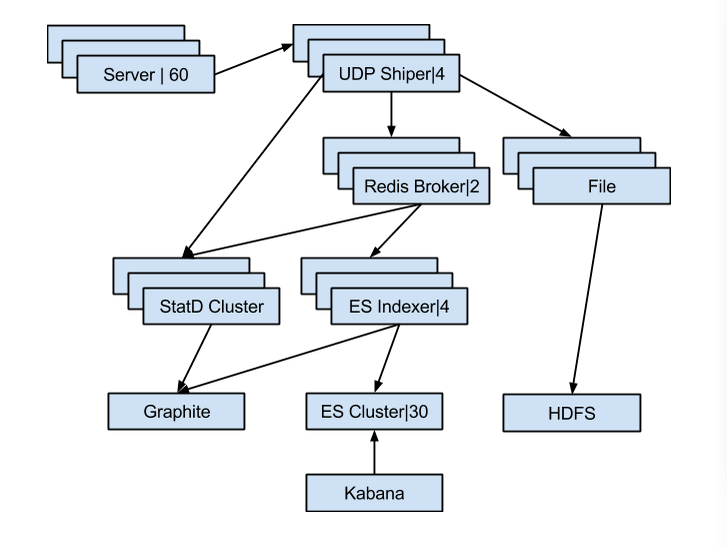 Server | 60
UDP Shiper|4
Redis Broker|2
File
StatD Cluster
ES Indexer|4
Graphite
ES Cluster|30
HDFS
Kabana